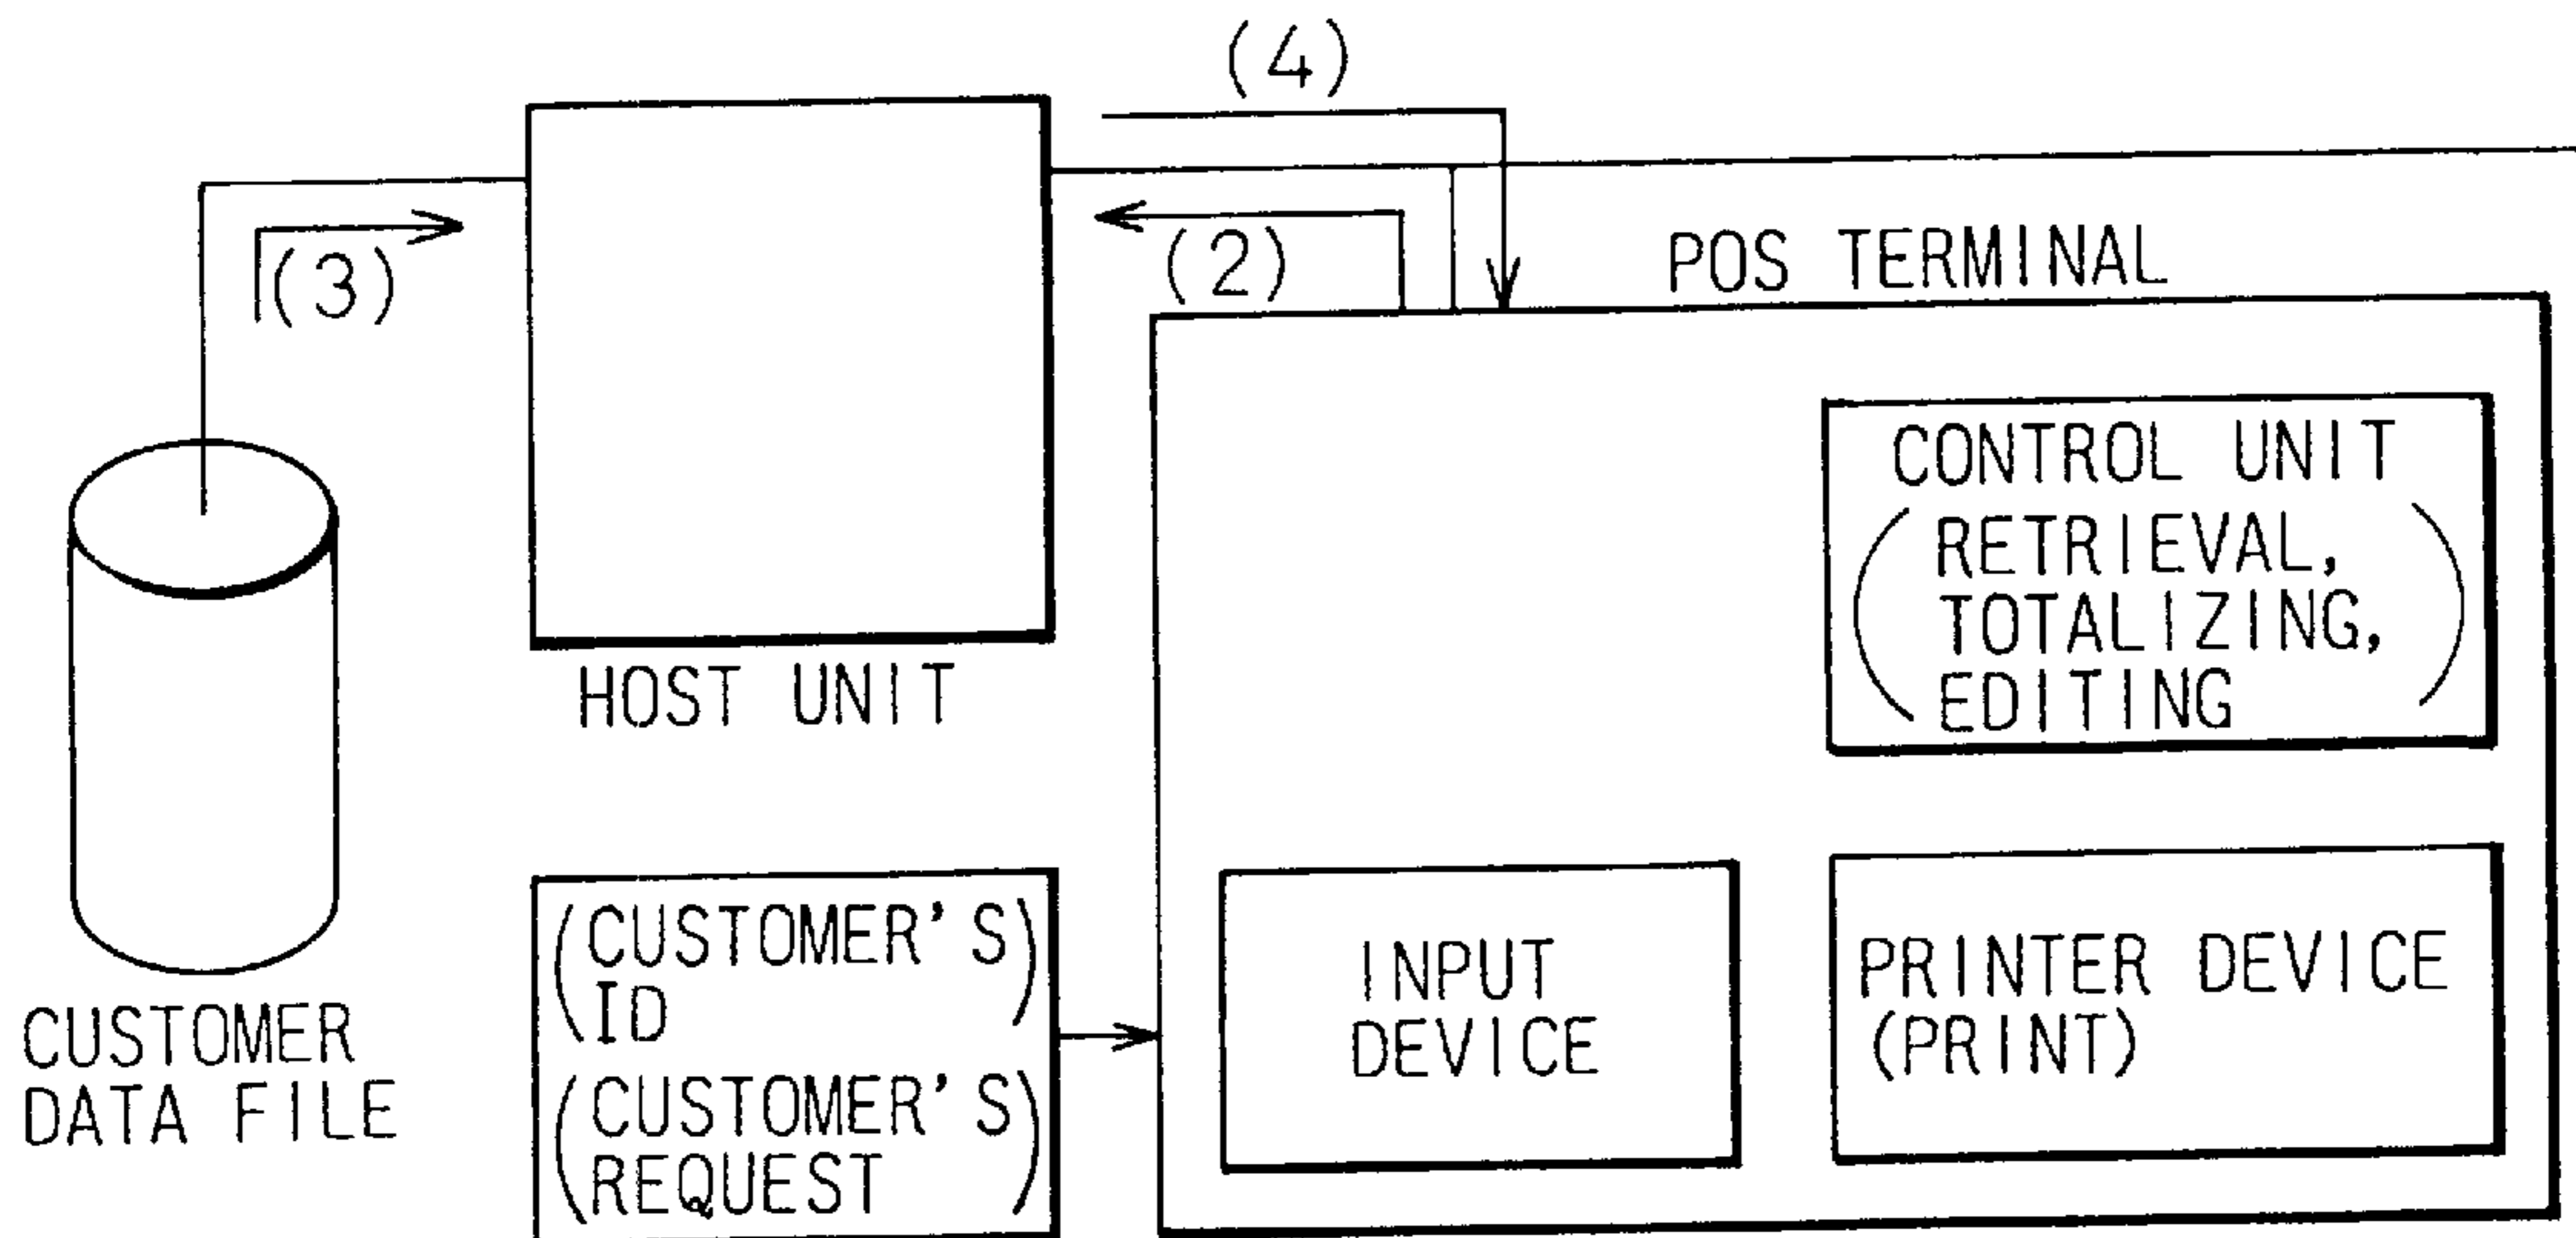 (4)
(3)
(2)
POS TERMINAL
CONTROL UNIT
(RETRIEVAL,
TOTALIZING,
EDITING)
HOST UNIT
(CUSTOMER'S
ID)
(CUSTOMER'S
REQUEST)
INPUT
DEVICE
PRINTER DEVICE
(PRINT)
CUSTOMER
DATA FILE